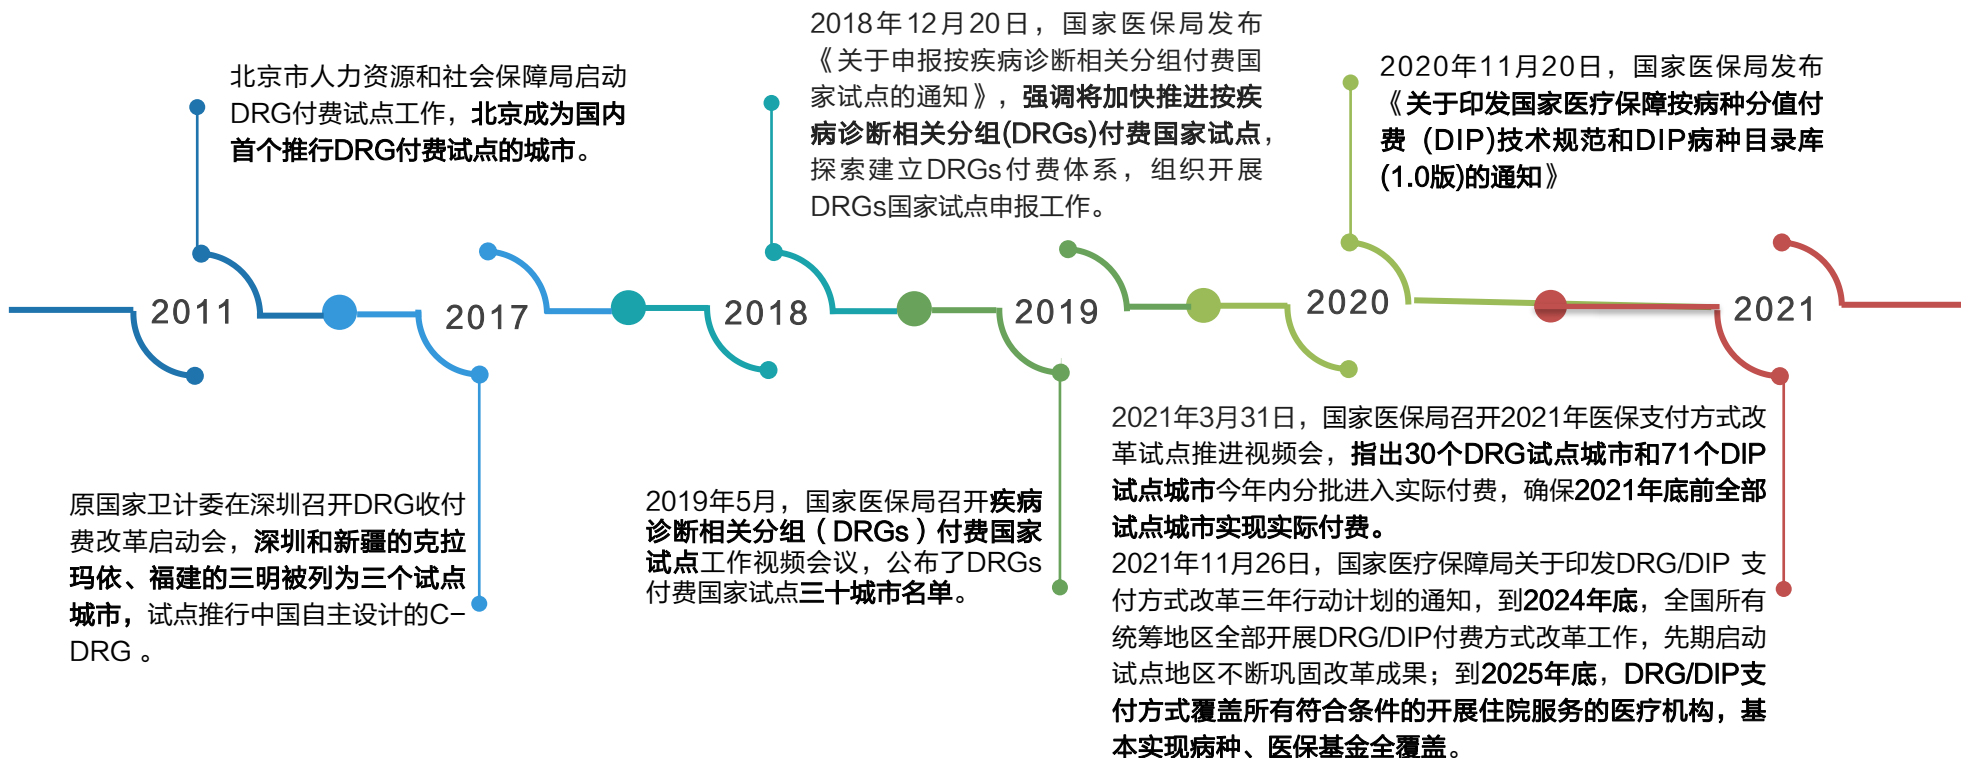 北京市人力资源和社会保障局启动
DRG付费试点工作，北京成为国内
首个推行DRG付费试点的城市。
2018年12月20日，国家医保局发布
《关于申报按疾病诊断相关分组付费国
家试点的通知》，强调将加快推进按疾
病诊断相关分组(DRGs)付费国家试点，
探索建立DRGs付费体系，组织开展
DRGs国家试点申报工作。
2020年11月20日，国家医保局发布
《关于印发国家医疗保障按病种分值付
费（DIP)技术规范和DIP病种目录库
(1.0版)的通知》
2011
2017
2018
2019
2020
2021
原国家卫计委在深圳召开DRG收付
费改革启动会，深圳和新疆的克拉
玛依、福建的三明被列为三个试点
城市，试点推行中国自主设计的C-
DRG 。
2019年5月，国家医保局召开疾病
诊断相关分组（DRGs）付费国家
试点工作视频会议，公布了DRGs
付费国家试点三十城市名单。
2021年3月31日，国家医保局召开2021年医保支付方式改
革试点推进视频会，指出30个DRG试点城市和71个DIP
试点城市今年内分批进入实际付费，确保2021年底前全部
试点城市实现实际付费。
2021年11月26日，国家医疗保障局关于印发DRG/DIP 支
付方式改革三年行动计划的通知，到2024年底，全国所有
统筹地区全部开展DRG/DIP付费方式改革工作，先期启动
试点地区不断巩固改革成果；到2025年底，DRG/DIP支
付方式覆盖所有符合条件的开展住院服务的医疗机构，基
本实现病种、医保基金全覆盖。